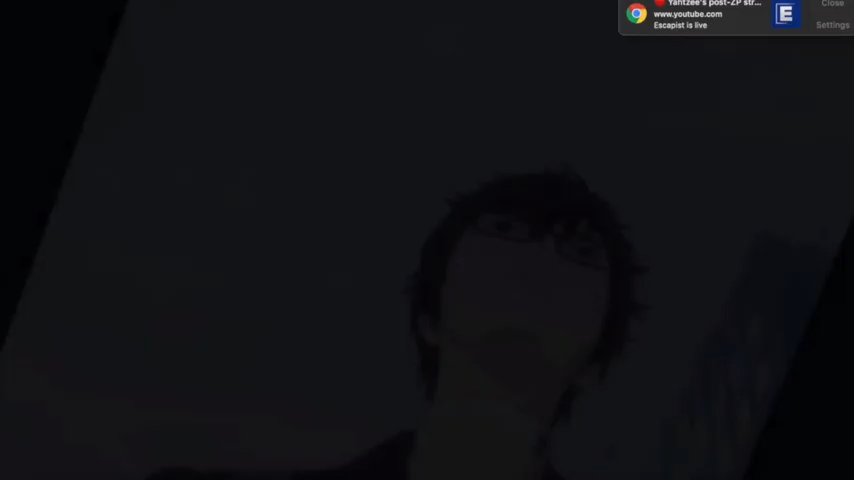 Yahtzee's post-ZP str...
www.youtube.com
Escapist is live
E
Close
Settings